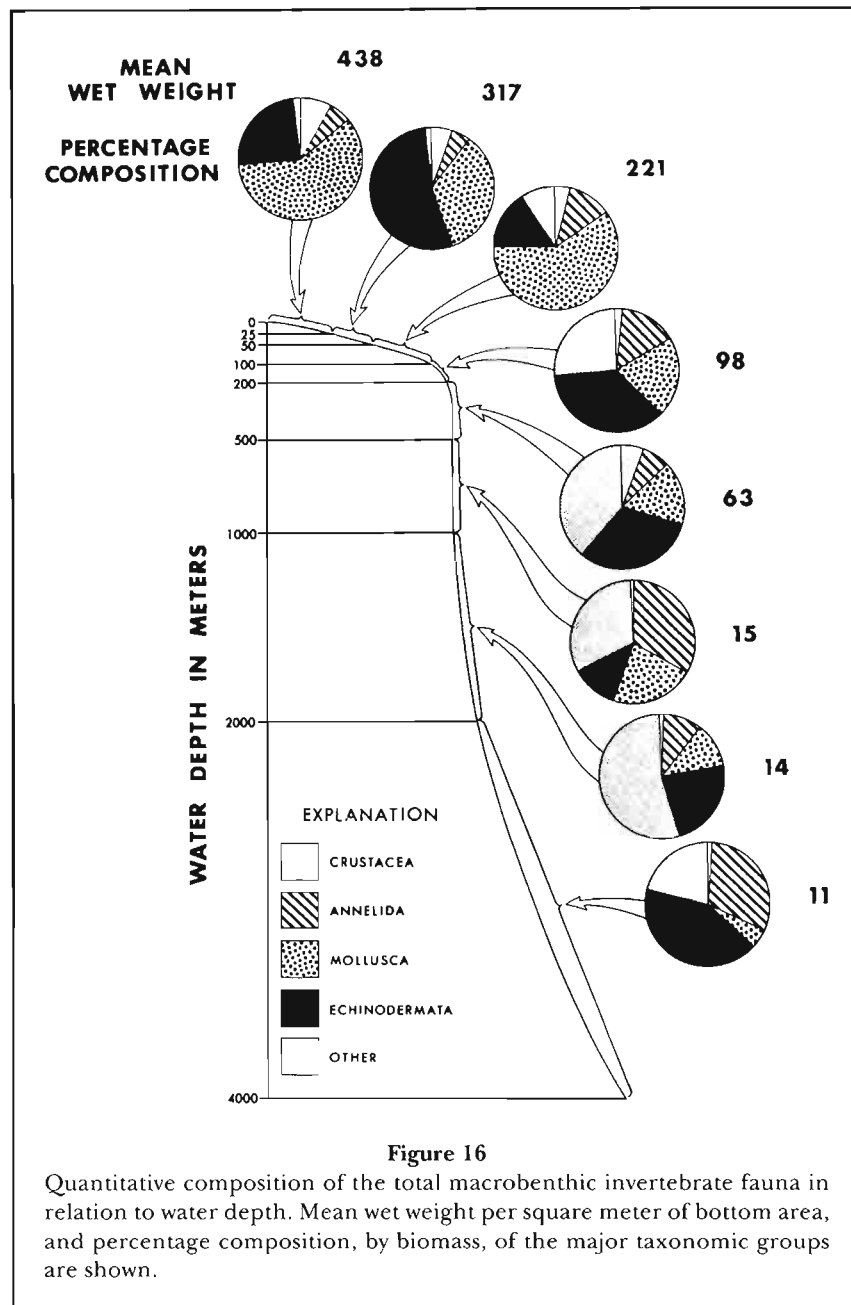 MEAN
WET WEIGHT
438
317
PERCENTAGE
COMPOSITION
221
98
63
15
14
11
0
25
50
100
200
500
1000
2000
4000
WATER DEPTH IN METERS
EXPLANATION
CRUSTACEA
ANNELIDA
MOLLUSCA
ECHINODERMATA
OTHER
Figure 16
Quantitative composition of the total macrobenthic invertebrate fauna in
relation to water depth. Mean wet weight per square meter of bottom area,
and percentage composition, by biomass, of the major taxonomic groups
are shown.